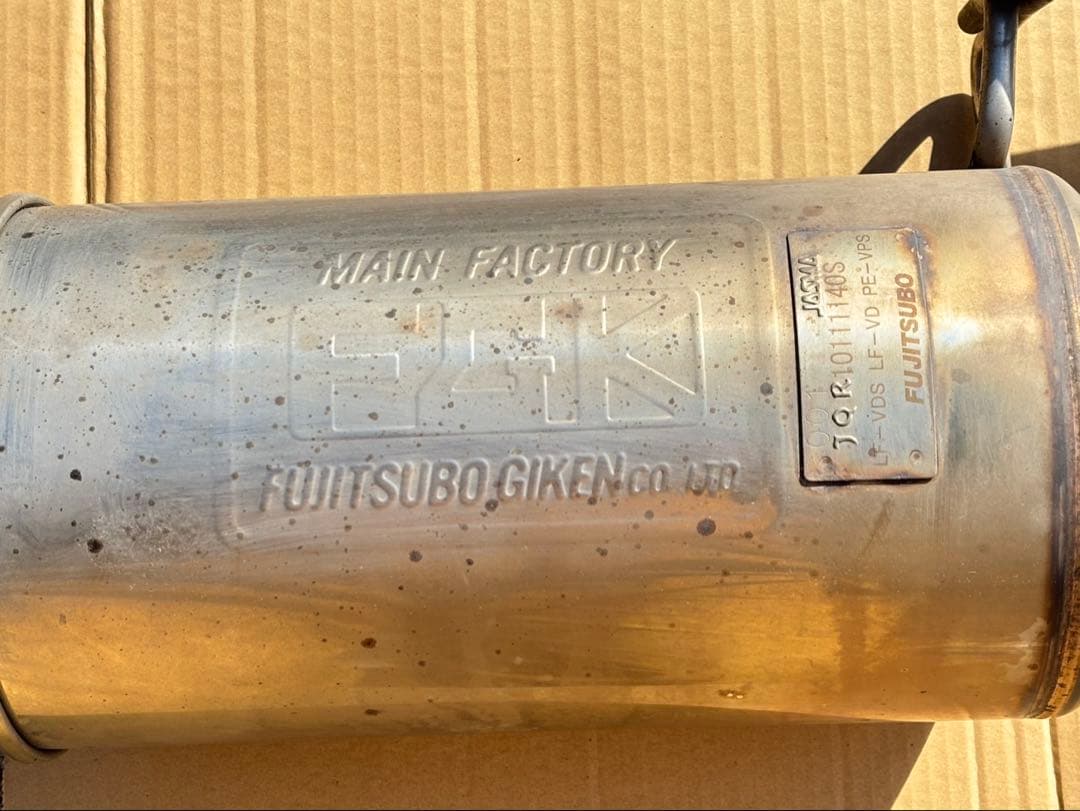 MAIN FACTORY
FGK
FUJITSUBO GIKEN CO. LTD
JASMA
JQR10111140S
LF-VDS LF-VD PE-VPS
FUJITSUBO